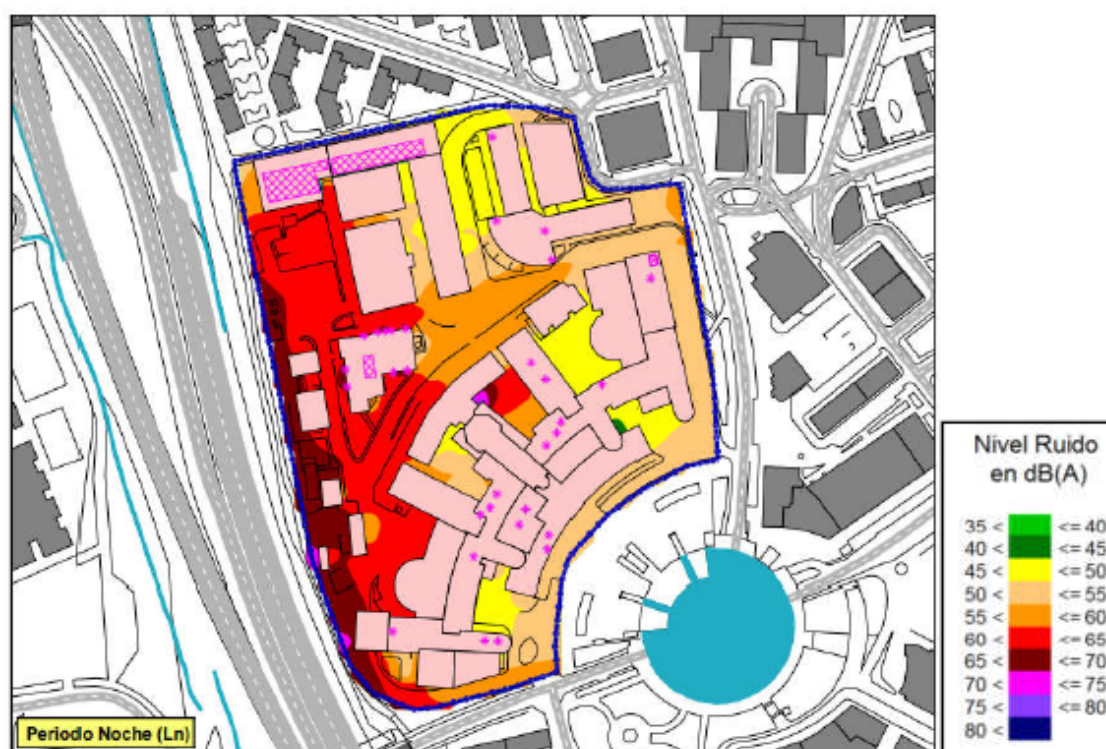 Nivel Ruido
en dB(A)
35 < <= 40
40 < <= 45
45 < <= 50
50 < <= 55
55 < <= 60
60 < <= 65
65 < <= 70
70 < <= 75
75 < <= 80
80 <
Periodo Noche (Ln)